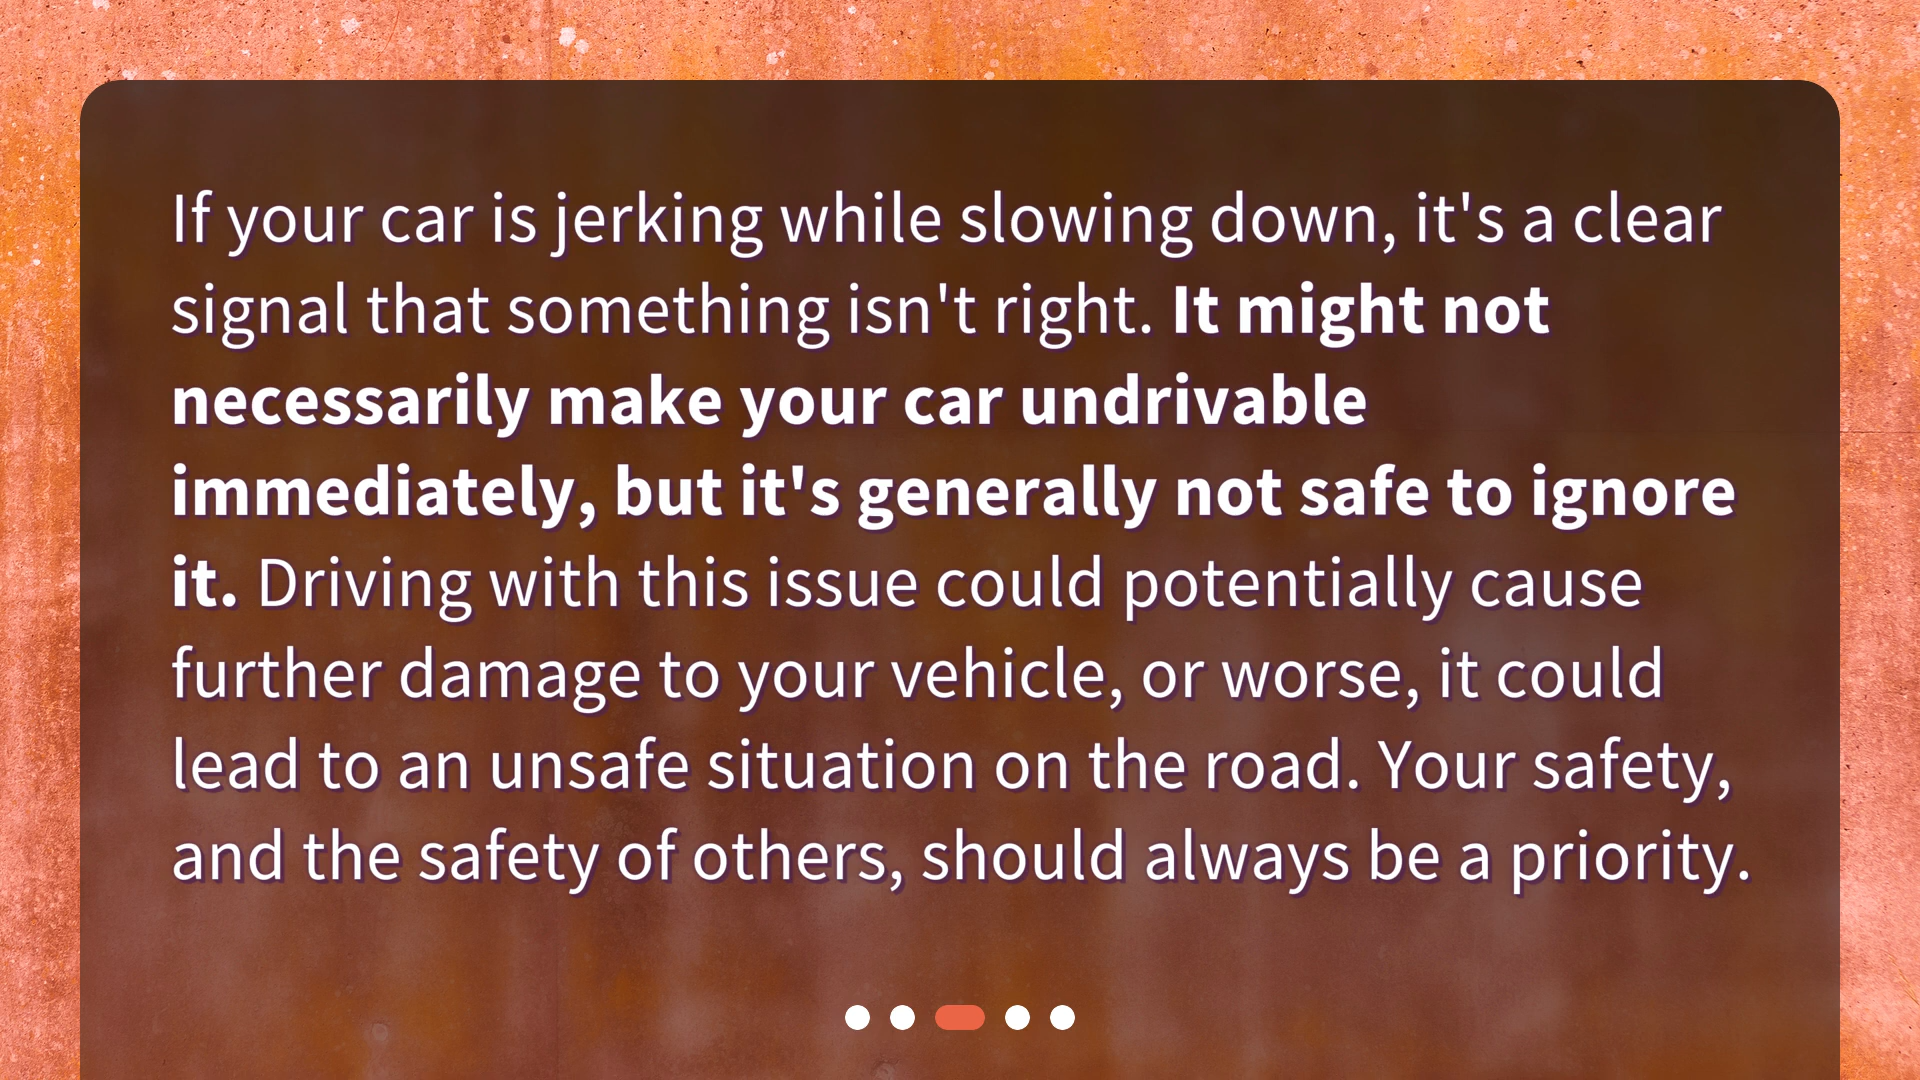 If your car is jerking while slowing down, it's a clear
signal that something isn't right. It might not
necessarily make your car undrivable
immediately, but it's generally not safe to ignore
it. Driving with this issue could potentially cause
further damage to your vehicle, or worse, it could
lead to an unsafe situation on the road. Your safety,
and the safety of others, should always be a priority.